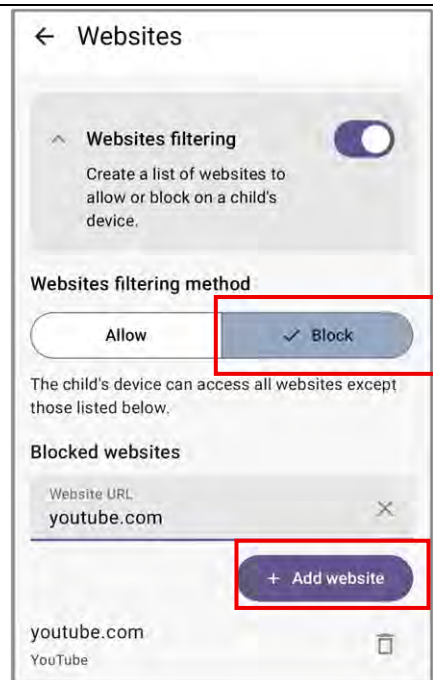 Websites
Websites filtering
Create a list of websites to
allow or block on a child's
device.
Websites filtering method
Allow
Block
The child's device can access all websites except
those listed below.
Blocked websites
Website URL
youtube.com
+ Add website
youtube.com
YouTube